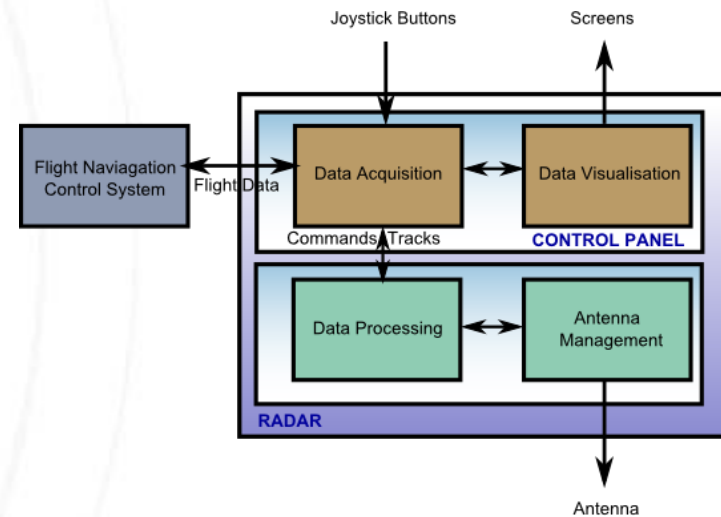 Joystick Buttons
Screens
Flight Naviagation
Control System
Flight Data
Data Acquisition
Data Visualisation
Commands Tracks
CONTROL PANEL
Data Processing
Antenna
Management
RADAR
Antenna